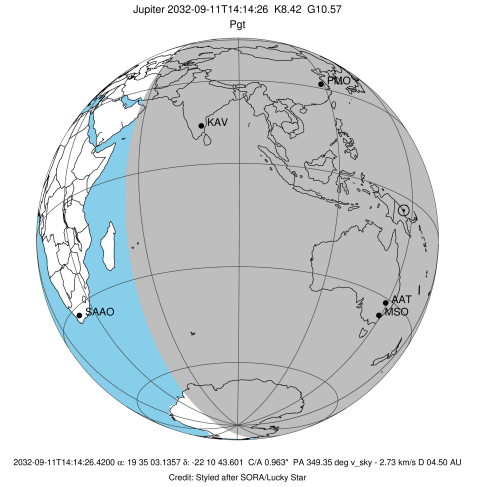 Jupiter 2032-09-11T14:14:26 K8.42 G10.57
Pgt
PMO
KAV
AAT
MSO
SAAO
2032-09-11T14:14:26.4200 α: 19 35 03.1357 δ: -22 10 43.601 C/A 0.963" PA 349.35 deg v_sky - 2.73 km/s D 04.50 AU
Credit: Styled after SORA/Lucky Star